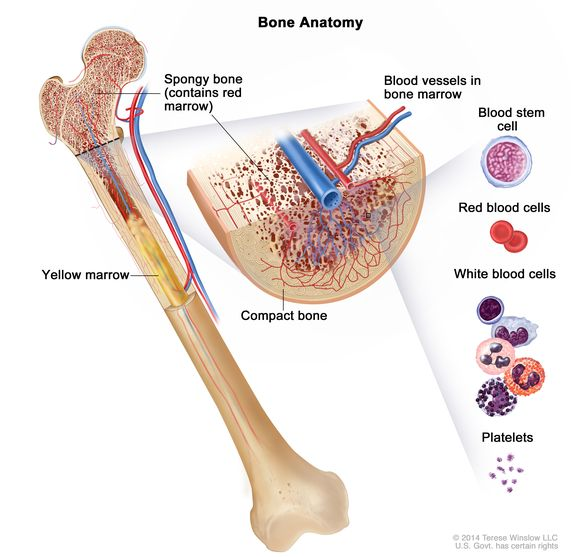 Bone Anatomy
Spongy bone
(contains red
marrow)
Blood vessels in
bone marrow
Blood stem
cell
Red blood cells
White blood cells
Yellow marrow
Compact bone
Platelets
© 2014 Terese Winslow LLC
U.S. Govt. has certain rights